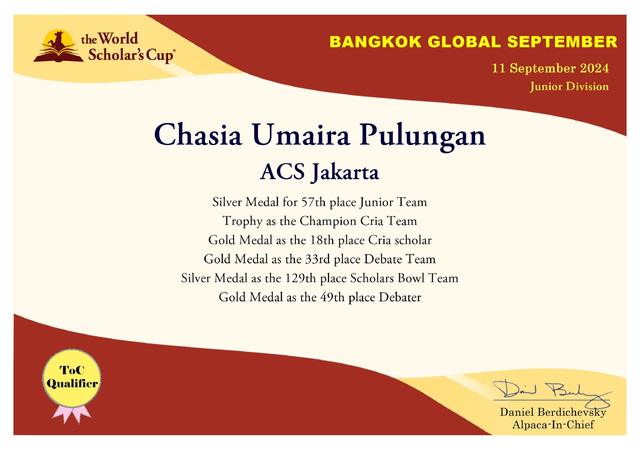 the World
Scholar's Cup®
BANGKOK GLOBAL SEPTEMBER
11 September 2024
Junior Division
Chasia Umaira Pulungan
ACS Jakarta
Silver Medal for 57th place Junior Team
Trophy as the Champion Cria Team
Gold Medal as the 18th place Cria scholar
Gold Medal as the 33rd place Debate Team
Silver Medal as the 129th place Scholars Bowl Team
Gold Medal as the 49th place Debater
ToC
Qualifier
Daniel Berdichevsky
Alpaca-In-Chief